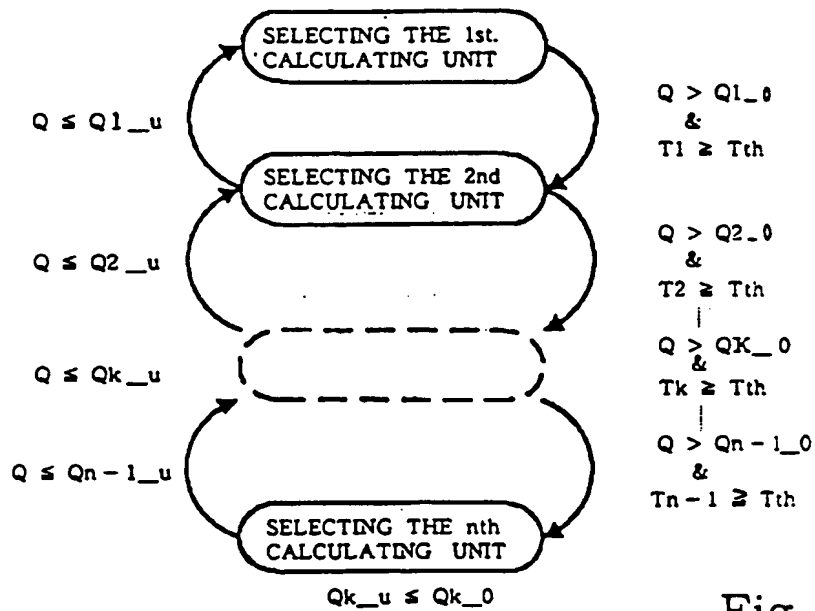 SELECTING THE 1st.
CALCULATING UNIT
Q ≤ Q1_u
Q > Q1_0
&
T1 ≧ Tth
SELECTING THE 2nd
CALCULATING UNIT
Q ≤ Q2_u
Q > Q2_0
&
T2 ≧ Tth
Q ≤ Qk_u
Q > QK_0
&
Tk ≧ Tth
Q ≤ Qn-1_u
Q > Qn-1_0
&
Tn-1 ≧ Tth
SELECTING THE nth
CALCULATING UNIT
Qk_u ≤ Qk_0
Fig